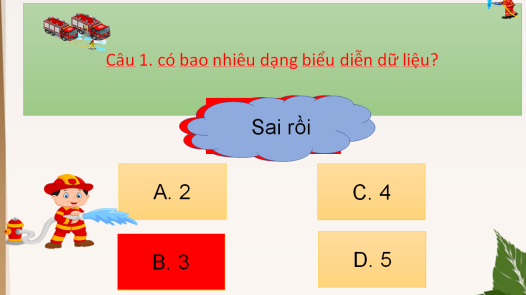 Câu 1. có bao nhiêu dạng biểu diễn dữ liệu?
Sai rồi
A. 2
C. 4
B. 3
D. 5